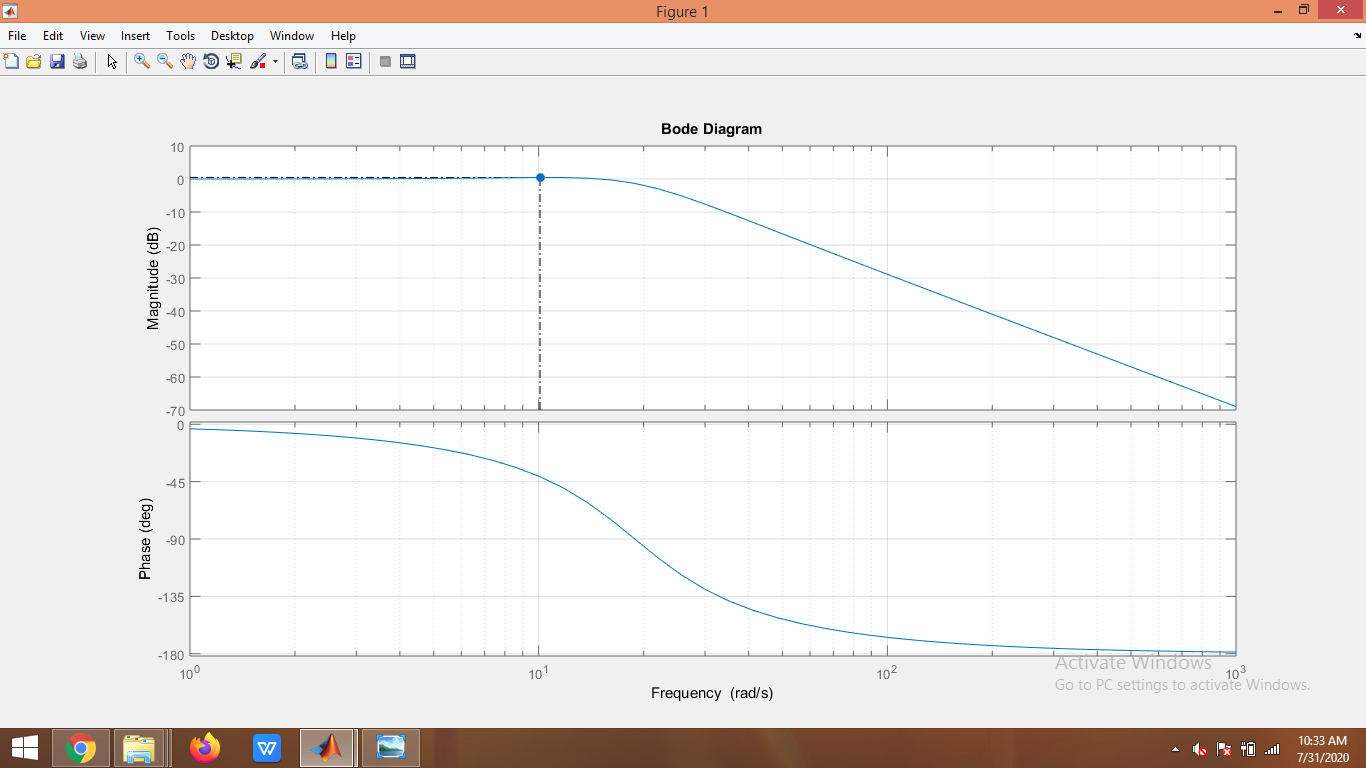 Figure 1
File Edit View Insert Tools Desktop Window Help
Bode Diagram
10
0
-10
-20
-30
-40
-50
-60
-70
Magnitude (dB)
0
-45
-90
-135
-180
Phase (deg)
10^0 10^1 10^2 10^3
Frequency (rad/s)
Activate Windows
Go to PC settings to activate Windows.
W
10:33 AM
7/31/2020